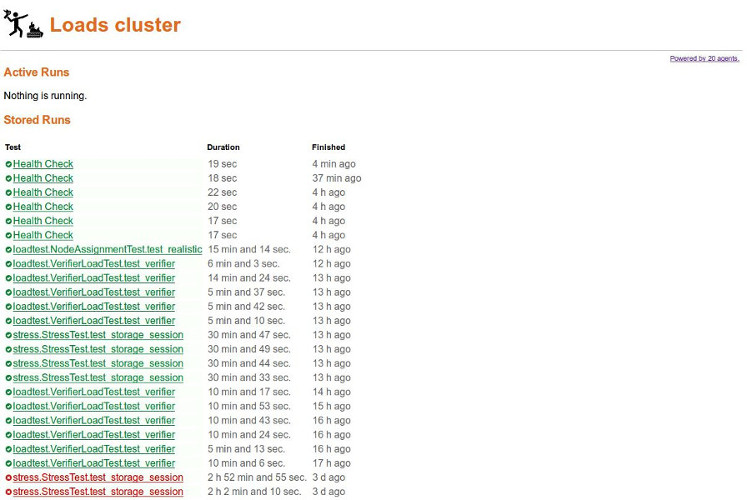 Loads cluster
Powered by 20 agents.
Active Runs
Nothing is running.
Stored Runs
Test Duration Finished
Health Check 19 sec 4 min ago
Health Check 18 sec 37 min ago
Health Check 22 sec 4 h ago
Health Check 20 sec 4 h ago
Health Check 17 sec 4 h ago
Health Check 17 sec 4 h ago
loadtest.NodeAssignmentTest.test_realistic 15 min and 14 sec. 12 h ago
loadtest.VerifierLoadTest.test_verifier 6 min and 3 sec. 12 h ago
loadtest.VerifierLoadTest.test_verifier 14 min and 24 sec. 13 h ago
loadtest.VerifierLoadTest.test_verifier 5 min and 37 sec. 13 h ago
loadtest.VerifierLoadTest.test_verifier 5 min and 42 sec. 13 h ago
loadtest.VerifierLoadTest.test_verifier 5 min and 10 sec. 13 h ago
stress.StressTest.test_storage_session 30 min and 47 sec. 13 h ago
stress.StressTest.test_storage_session 30 min and 49 sec. 13 h ago
stress.StressTest.test_storage_session 30 min and 44 sec. 13 h ago
stress.StressTest.test_storage_session 30 min and 33 sec. 13 h ago
loadtest.VerifierLoadTest.test_verifier 10 min and 17 sec. 14 h ago
loadtest.VerifierLoadTest.test_verifier 10 min and 53 sec. 15 h ago
loadtest.VerifierLoadTest.test_verifier 10 min and 43 sec. 16 h ago
loadtest.VerifierLoadTest.test_verifier 10 min and 24 sec. 16 h ago
loadtest.VerifierLoadTest.test_verifier 5 min and 13 sec. 16 h ago
loadtest.VerifierLoadTest.test_verifier 10 min and 6 sec. 17 h ago
stress.StressTest.test_storage_session 2 h 52 min and 55 sec. 3 d ago
stress.StressTest.test_storage_session 2 h 2 min and 10 sec. 3 d ago